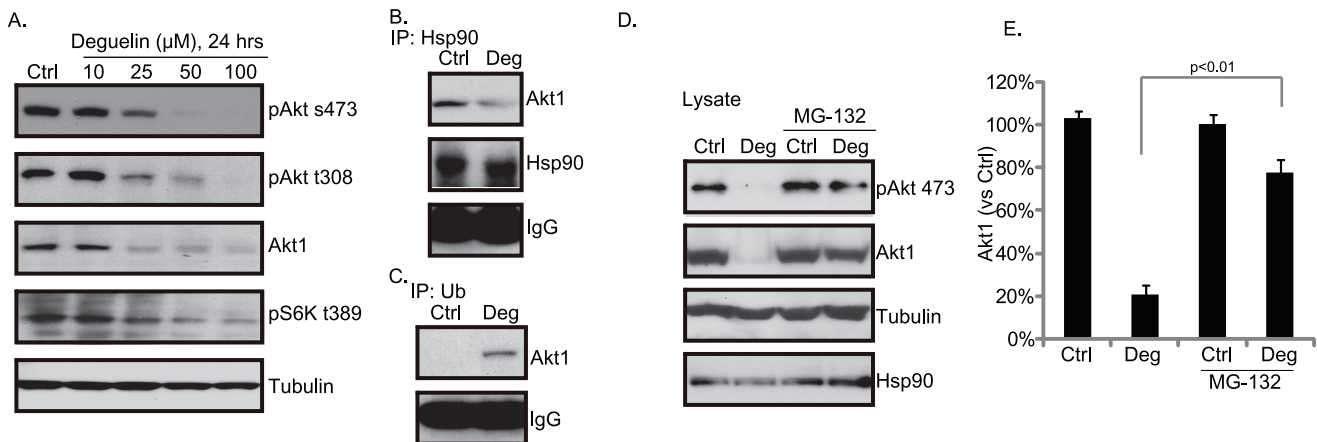 A.
Deguelin (µM), 24 hrs
Ctrl 10 25 50 100
pAkt s473
pAkt t308
Akt1
pS6K t389
Tubulin
B.
IP: Hsp90
Ctrl Deg
Akt1
Hsp90
IgG
C.
IP: Ub
Ctrl Deg
Akt1
IgG
D.
Lysate
MG-132
Ctrl Deg Ctrl Deg
pAkt 473
Akt1
Tubulin
Hsp90
E.
p<0.01
Akt1 (vs Ctrl)
120%
100%
80%
60%
40%
20%
0%
Ctrl Deg Ctrl Deg
MG-132